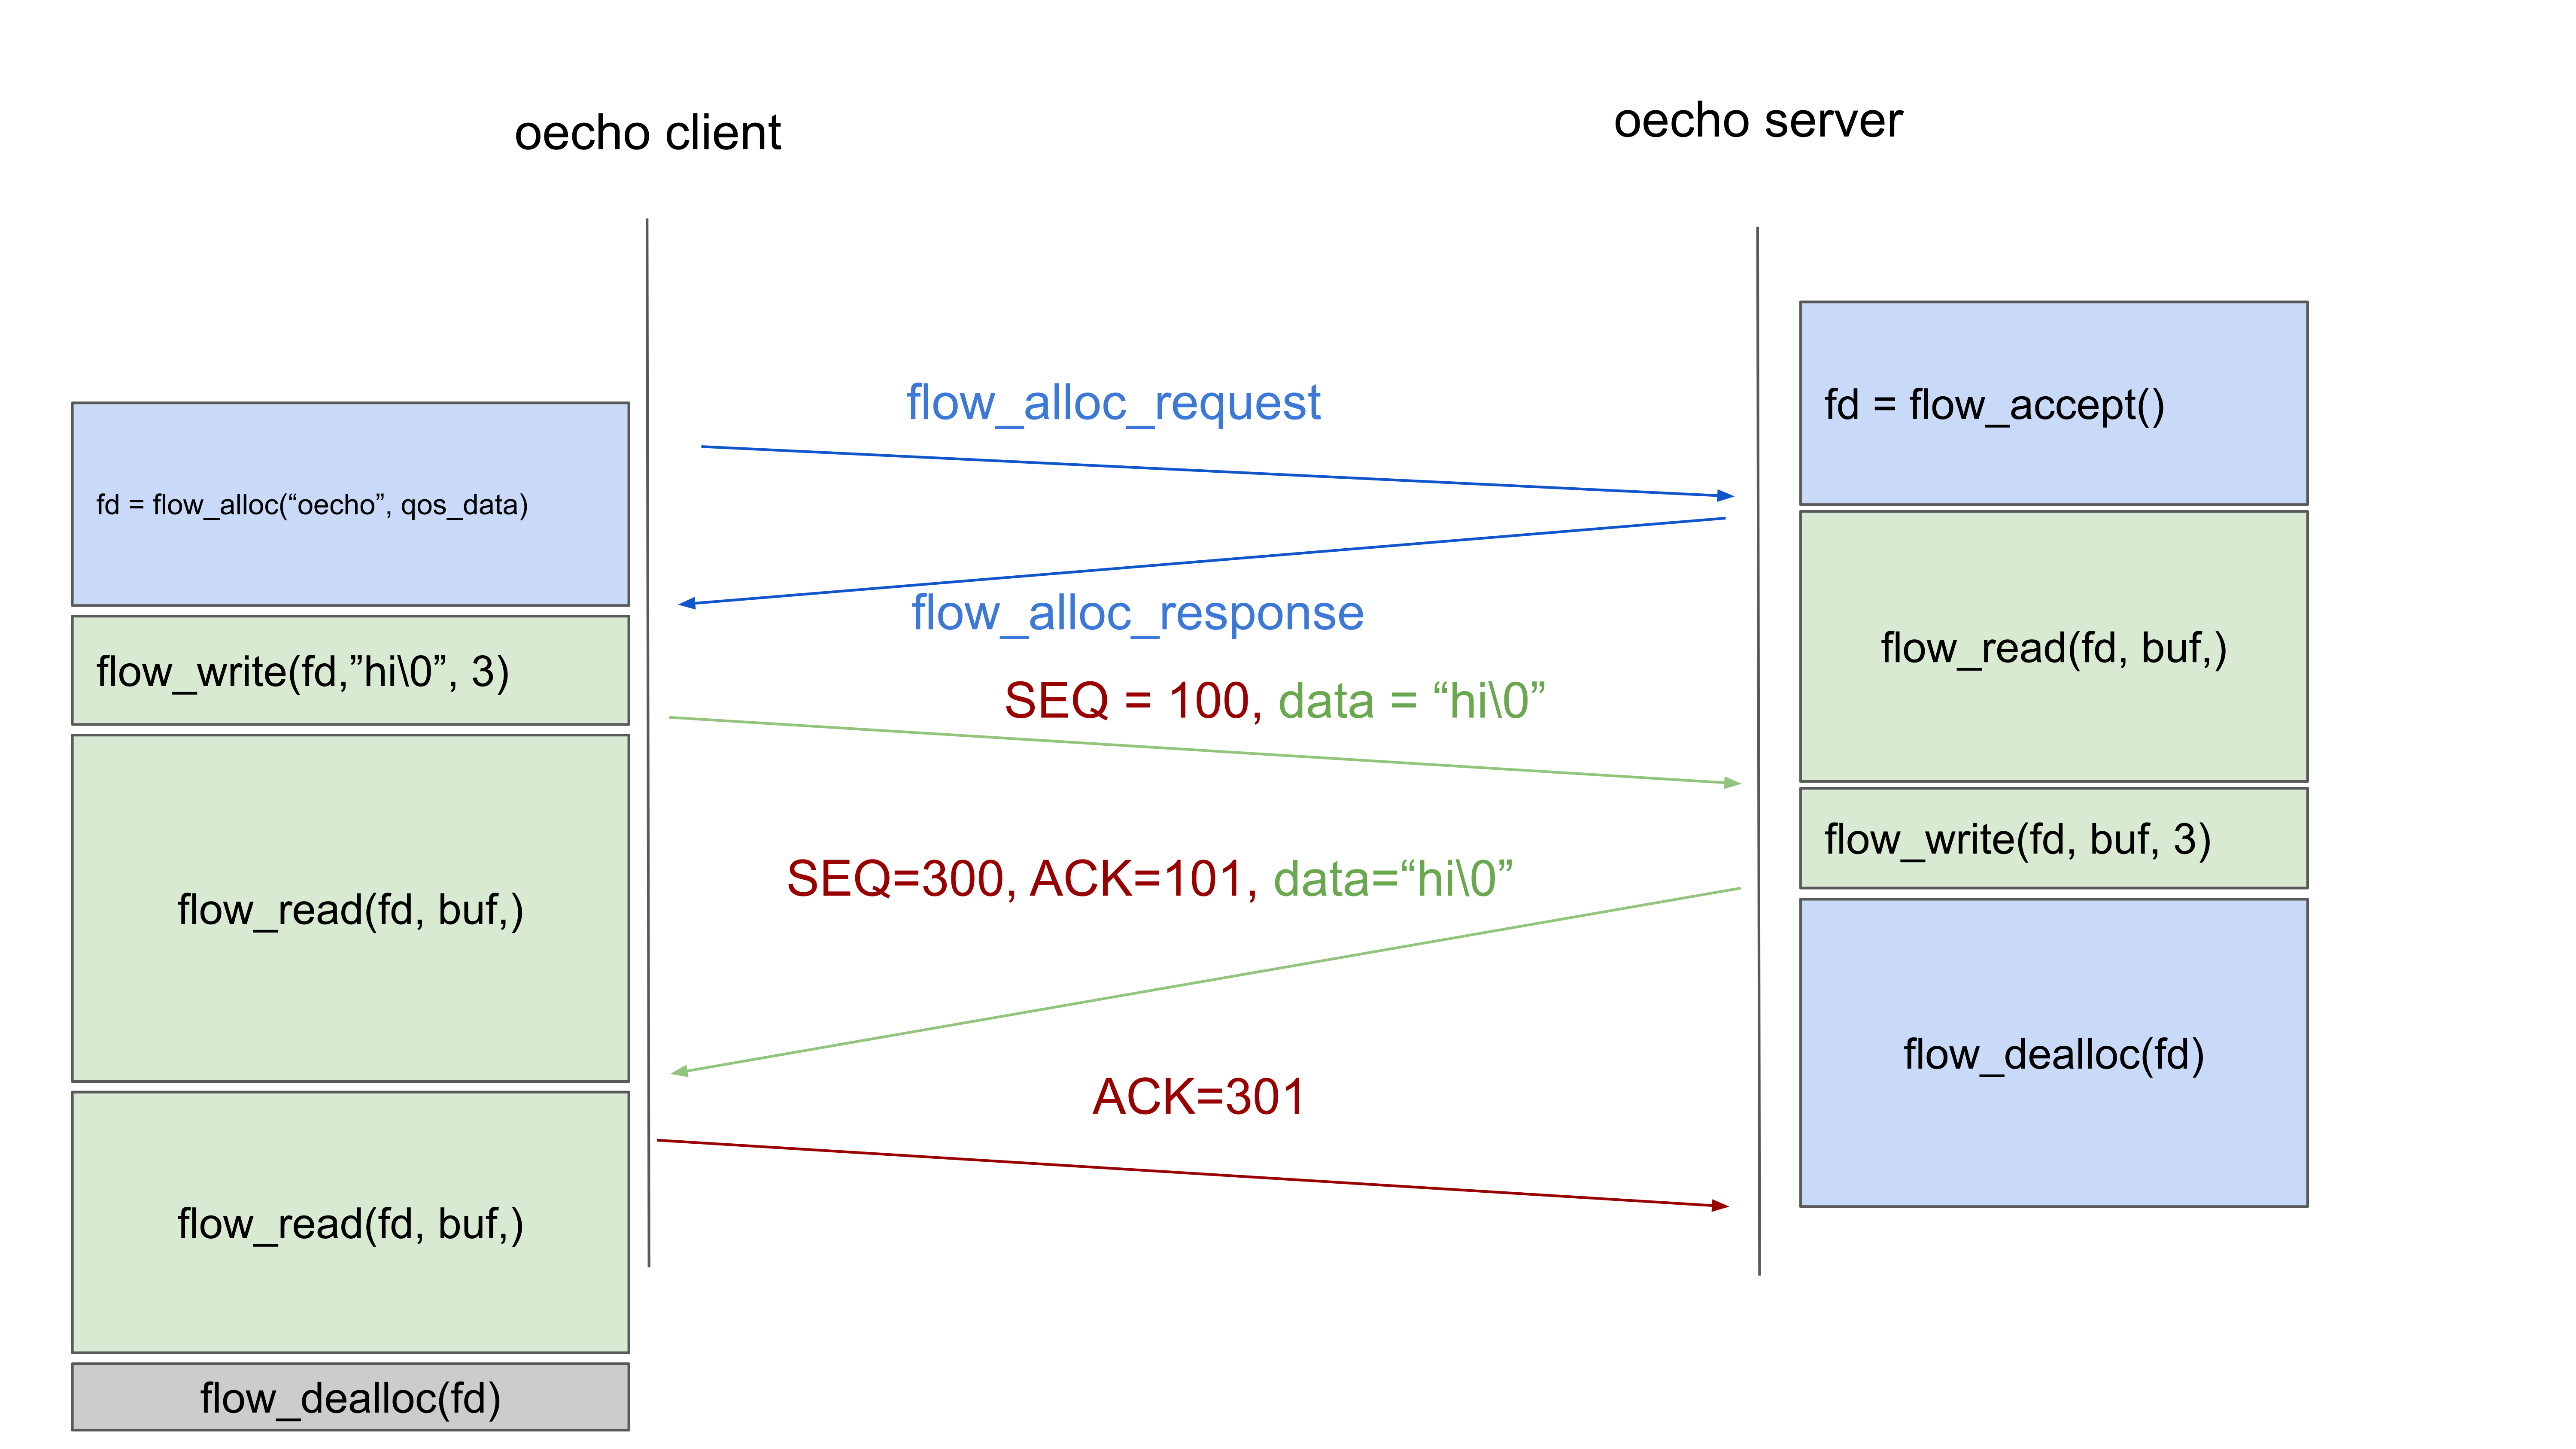 oecho client
oecho server
flow_alloc_request
fd = flow_accept()
fd = flow_alloc(“oecho”, qos_data)
flow_alloc_response
flow_read(fd, buf,)
flow_write(fd,”hi\0”, 3)
SEQ = 100, data = “hi\0”
flow_write(fd, buf, 3)
SEQ=300, ACK=101, data=“hi\0”
flow_read(fd, buf,)
flow_dealloc(fd)
ACK=301
flow_read(fd, buf,)
flow_dealloc(fd)